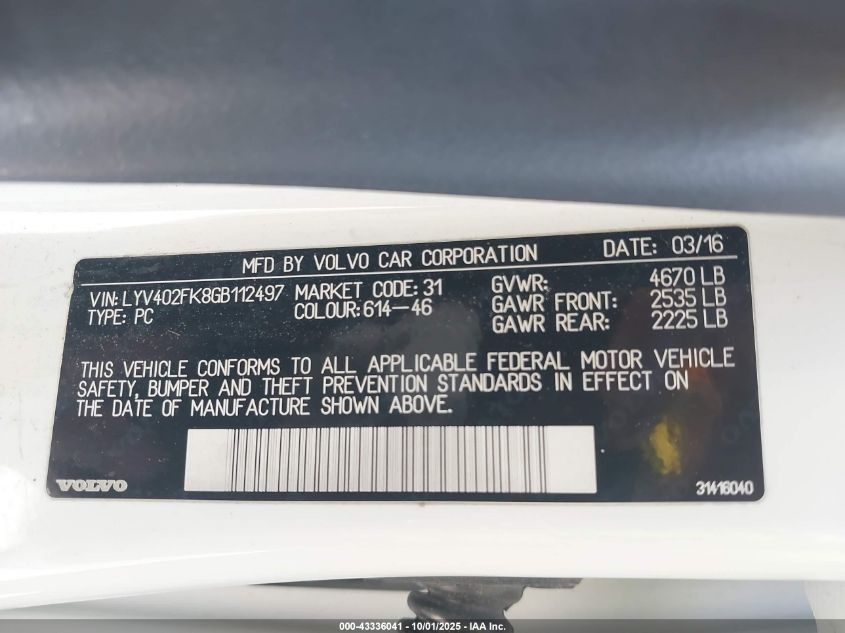 MFD BY VOLVO CAR CORPORATION DATE: 03/16
VIN: LYV402FK8GB112497 MARKET CODE: 31 GVWR: 4670 LB
TYPE: PC COLOUR: 614-46 GAWR FRONT: 2535 LB
GAWR REAR: 2225 LB
THIS VEHICLE CONFORMS TO ALL APPLICABLE FEDERAL MOTOR VEHICLE
SAFETY, BUMPER AND THEFT PREVENTION STANDARDS IN EFFECT ON
THE DATE OF MANUFACTURE SHOWN ABOVE.
VOLVO 31416040
000-43336041 - 10/01/2025 - IAA Inc.